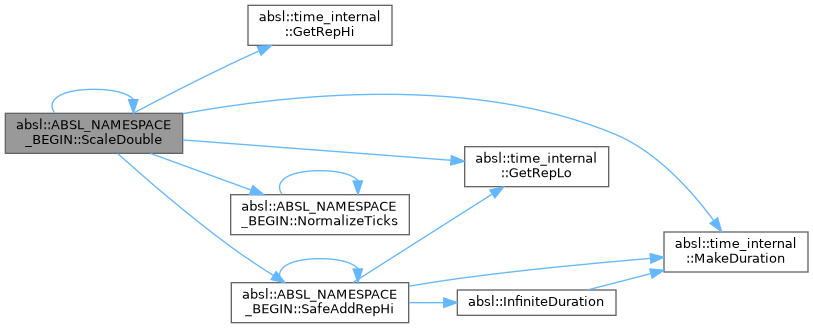 absl::time_internal
::GetRepHi
absl::ABSL_NAMESPACE
_BEGIN::ScaleDouble
absl::time_internal
::GetRepLo
absl::ABSL_NAMESPACE
_BEGIN::NormalizeTicks
absl::time_internal
::MakeDuration
absl::ABSL_NAMESPACE
_BEGIN::SafeAddRepHi
absl::InfiniteDuration